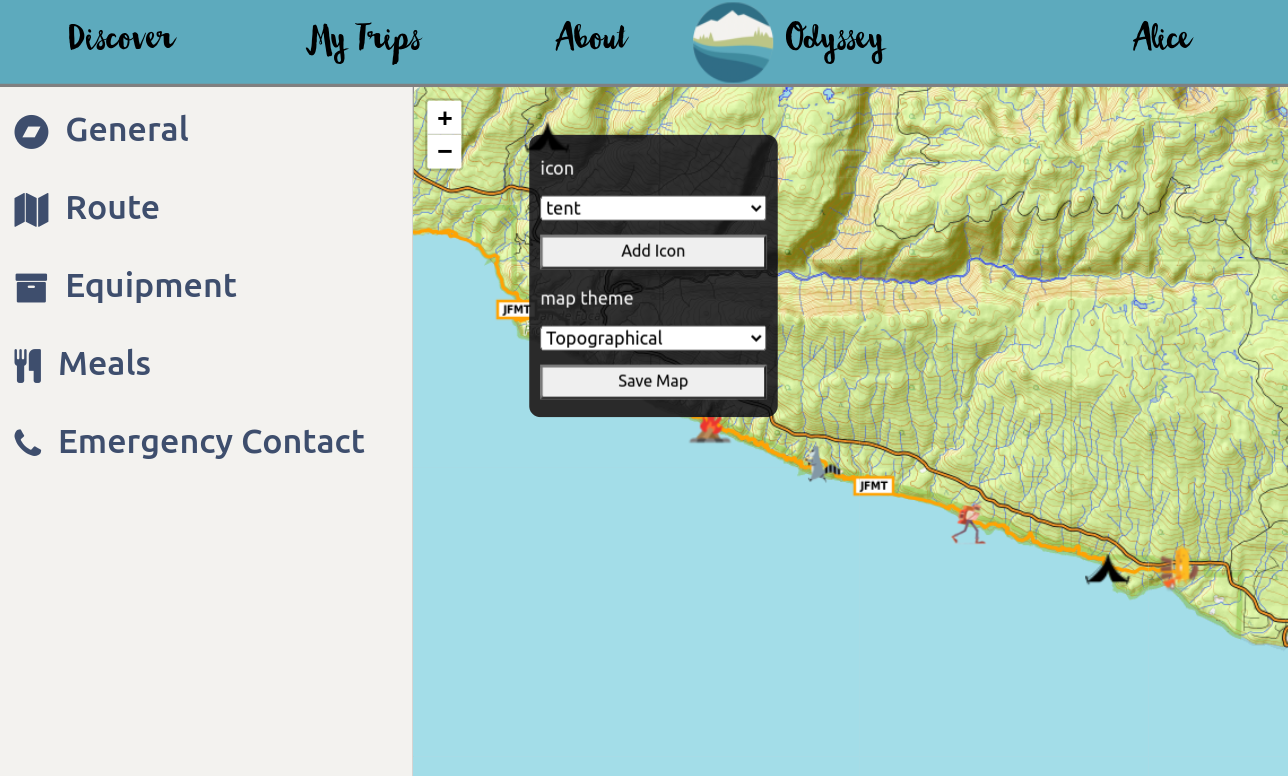 Discover
My Trips
About
Odyssey
Alice
General
Route
Equipment
Meals
Emergency Contact
+
−
icon
tent
Add Icon
map theme
Topographical
Save Map
JFMT
JFMT